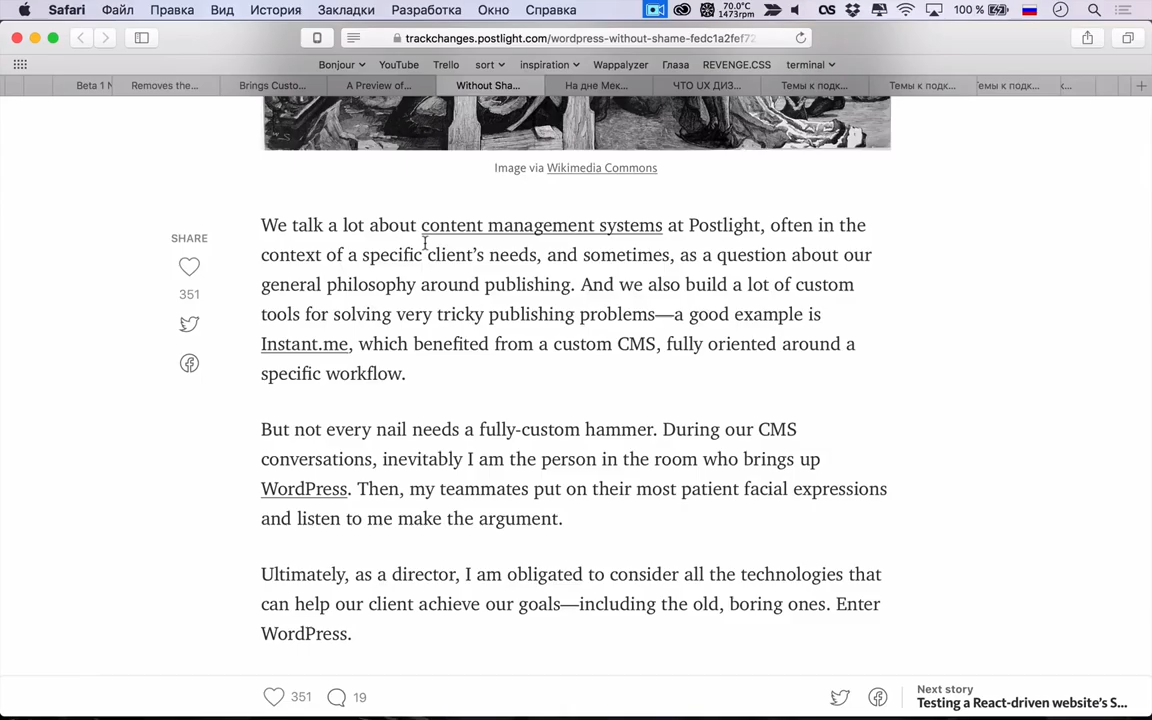 Safari Файл Правка Вид История Закладки Разработка Окно Справка 70.0°C 1473rpm 100 %
trackchanges.postlight.com/wordpress-without-shame-fedc1a2fef72
Bonjour YouTube Trello sort inspiration Wappalyzer Глаза REVENGE.CSS terminal
Beta 1 N Removes the... Brings Custo... A Preview of... Without Sha... На дне Мек... ЧТО UX ДИЗ... Темы к подк... Темы к подк... Темы к подк...
Image via Wikimedia Commons
We talk a lot about content management systems at Postlight, often in the
context of a specific client’s needs, and sometimes, as a question about our
general philosophy around publishing. And we also build a lot of custom
tools for solving very tricky publishing problems—a good example is
Instant.me, which benefited from a custom CMS, fully oriented around a
specific workflow.
SHARE
351
But not every nail needs a fully-custom hammer. During our CMS
conversations, inevitably I am the person in the room who brings up
WordPress. Then, my teammates put on their most patient facial expressions
and listen to me make the argument.
Ultimately, as a director, I am obligated to consider all the technologies that
can help our client achieve our goals—including the old, boring ones. Enter
WordPress.
351 19
Next story
Testing a React-driven website’s S...